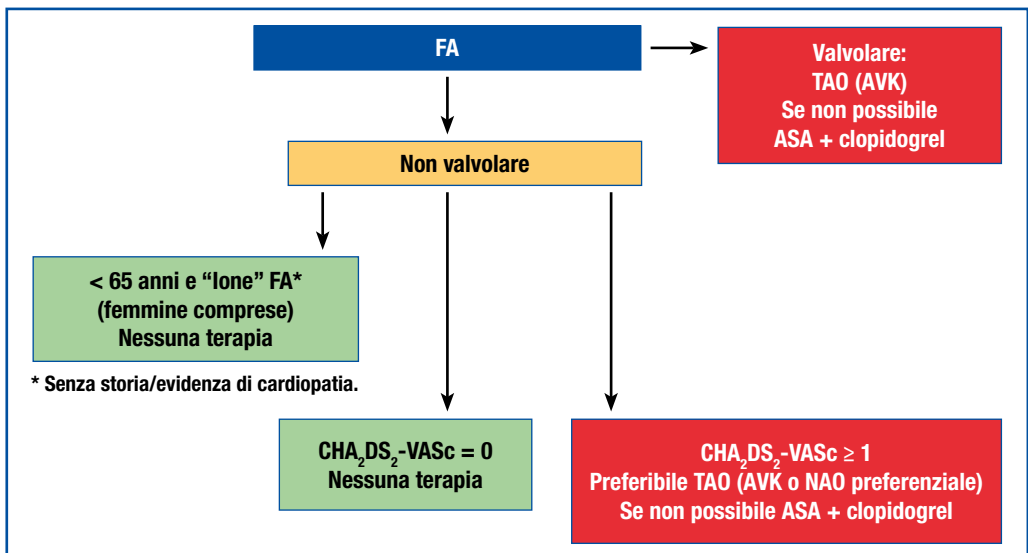 FA
Valvolare:
TAO (AVK)
Se non possibile
ASA + clopidogrel
Non valvolare
< 65 anni e “lone” FA*
(femmine comprese)
Nessuna terapia
* Senza storia/evidenza di cardiopatia.
CHA₂DS₂-VASc = 0
Nessuna terapia
CHA₂DS₂-VASc ≥ 1
Preferibile TAO (AVK o NAO preferenziale)
Se non possibile ASA + clopidogrel